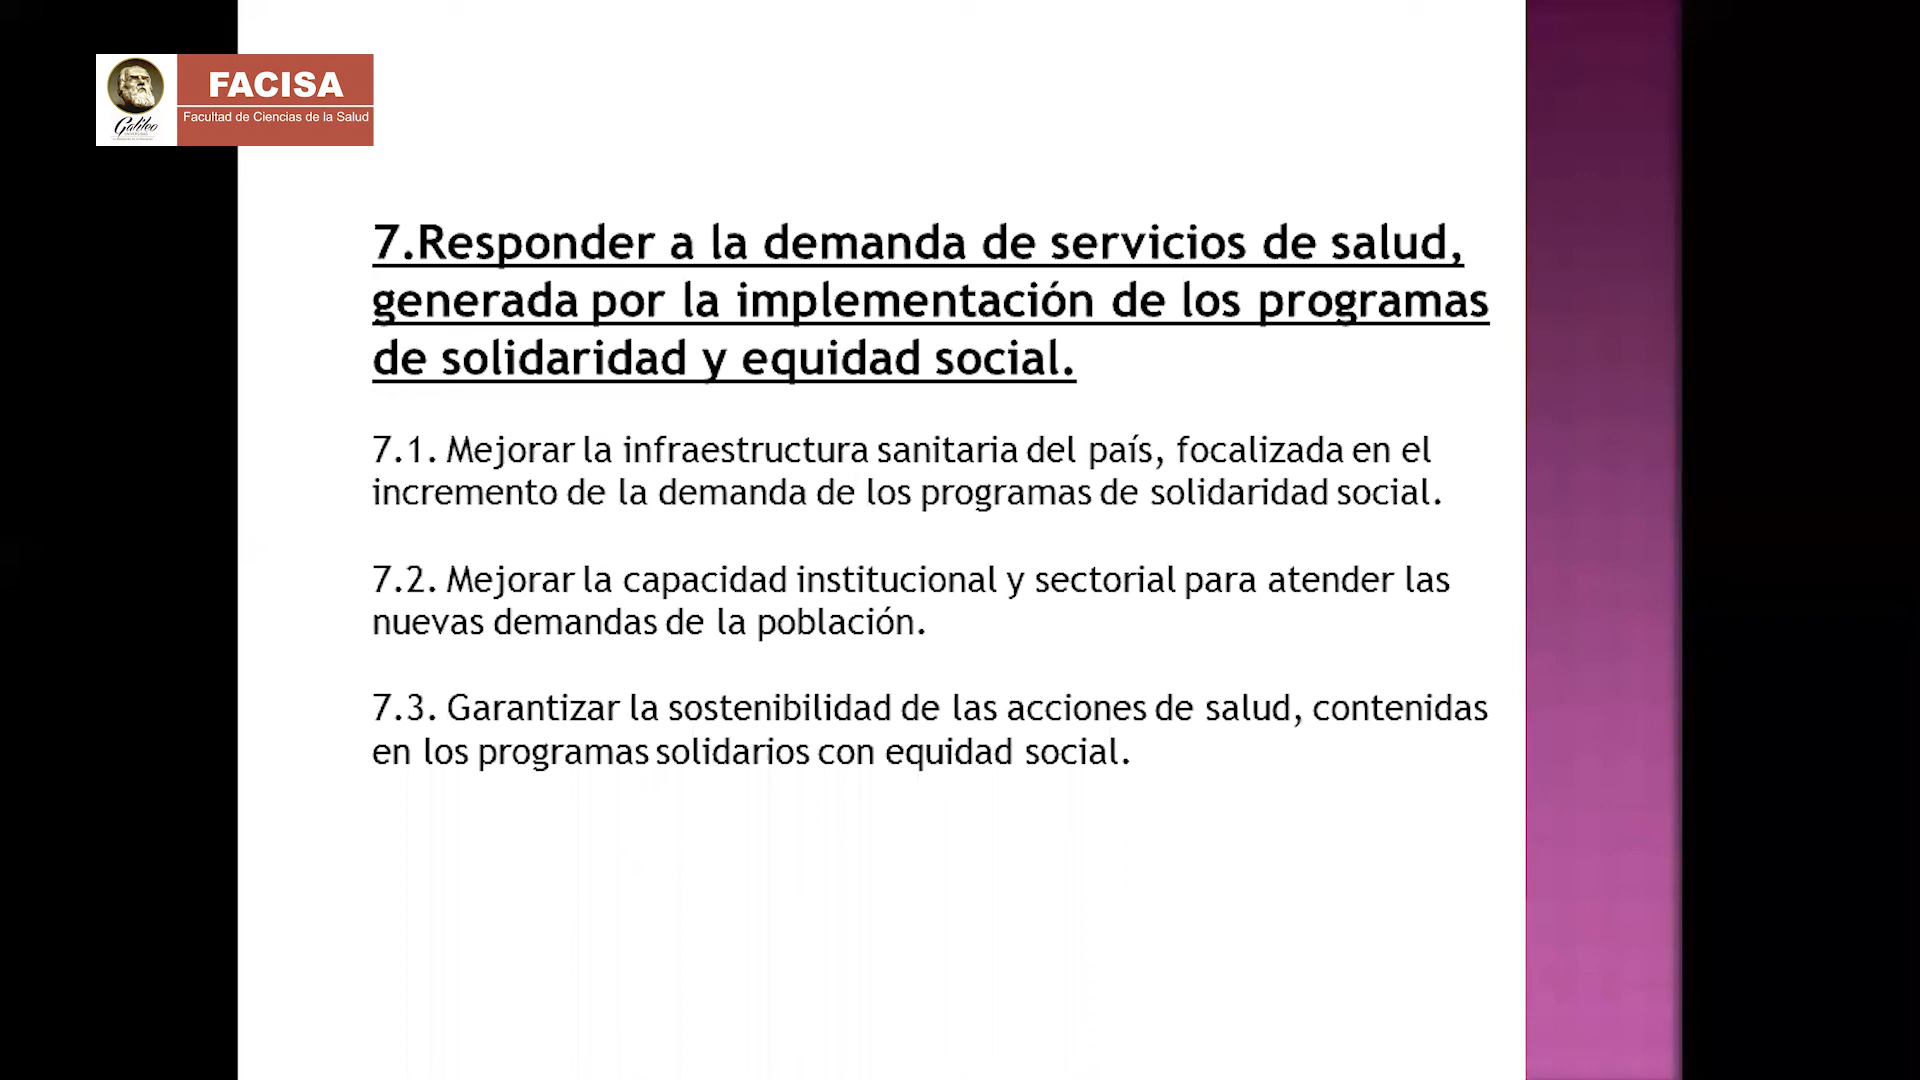 FACISA
Facultad de Ciencias de la Salud
Galileo
7.Responder a la demanda de servicios de salud,
generada por la implementación de los programas
de solidaridad y equidad social.
7.1. Mejorar la infraestructura sanitaria del país, focalizada en el
incremento de la demanda de los programas de solidaridad social.
7.2. Mejorar la capacidad institucional y sectorial para atender las
nuevas demandas de la población.
7.3. Garantizar la sostenibilidad de las acciones de salud, contenidas
en los programas solidarios con equidad social.